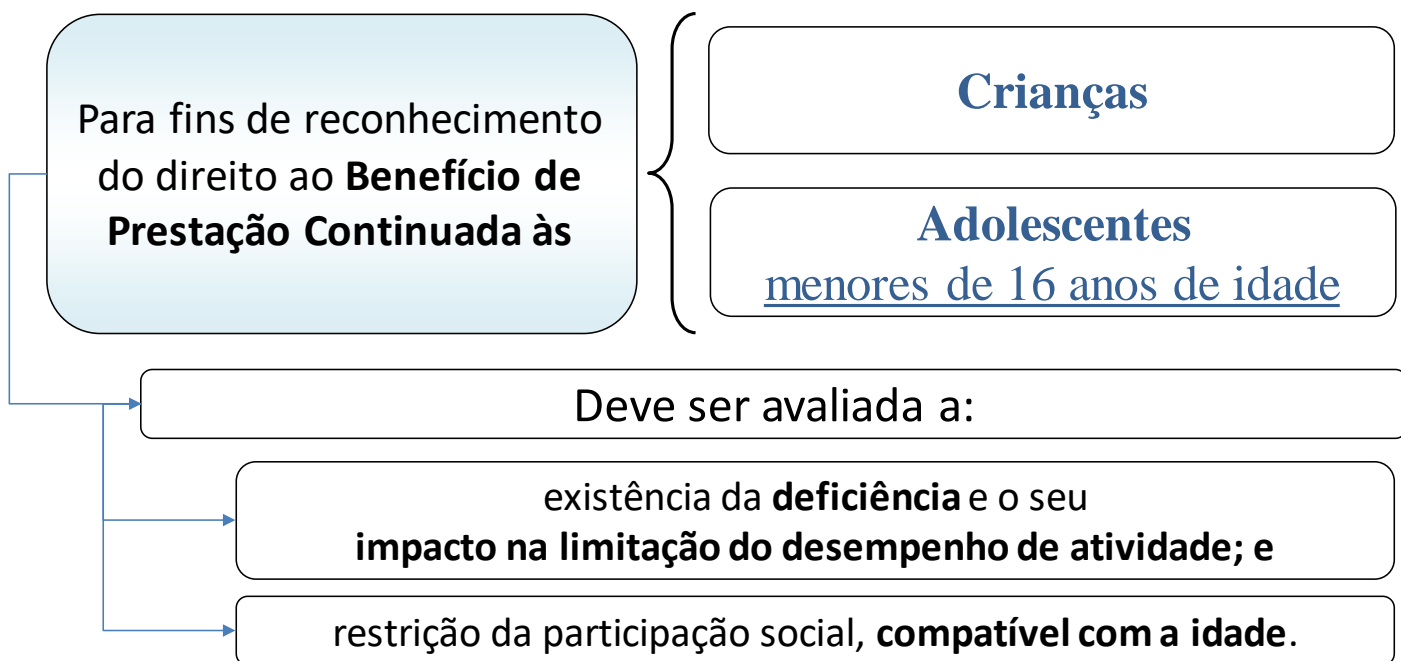 Para fins de reconhecimento
do direito ao Benefício de
Prestação Continuada às
Crianças
Adolescentes
menores de 16 anos de idade
Deve ser avaliada a:
existência da deficiência e o seu
impacto na limitação do desempenho de atividade; e
restrição da participação social, compatível com a idade.